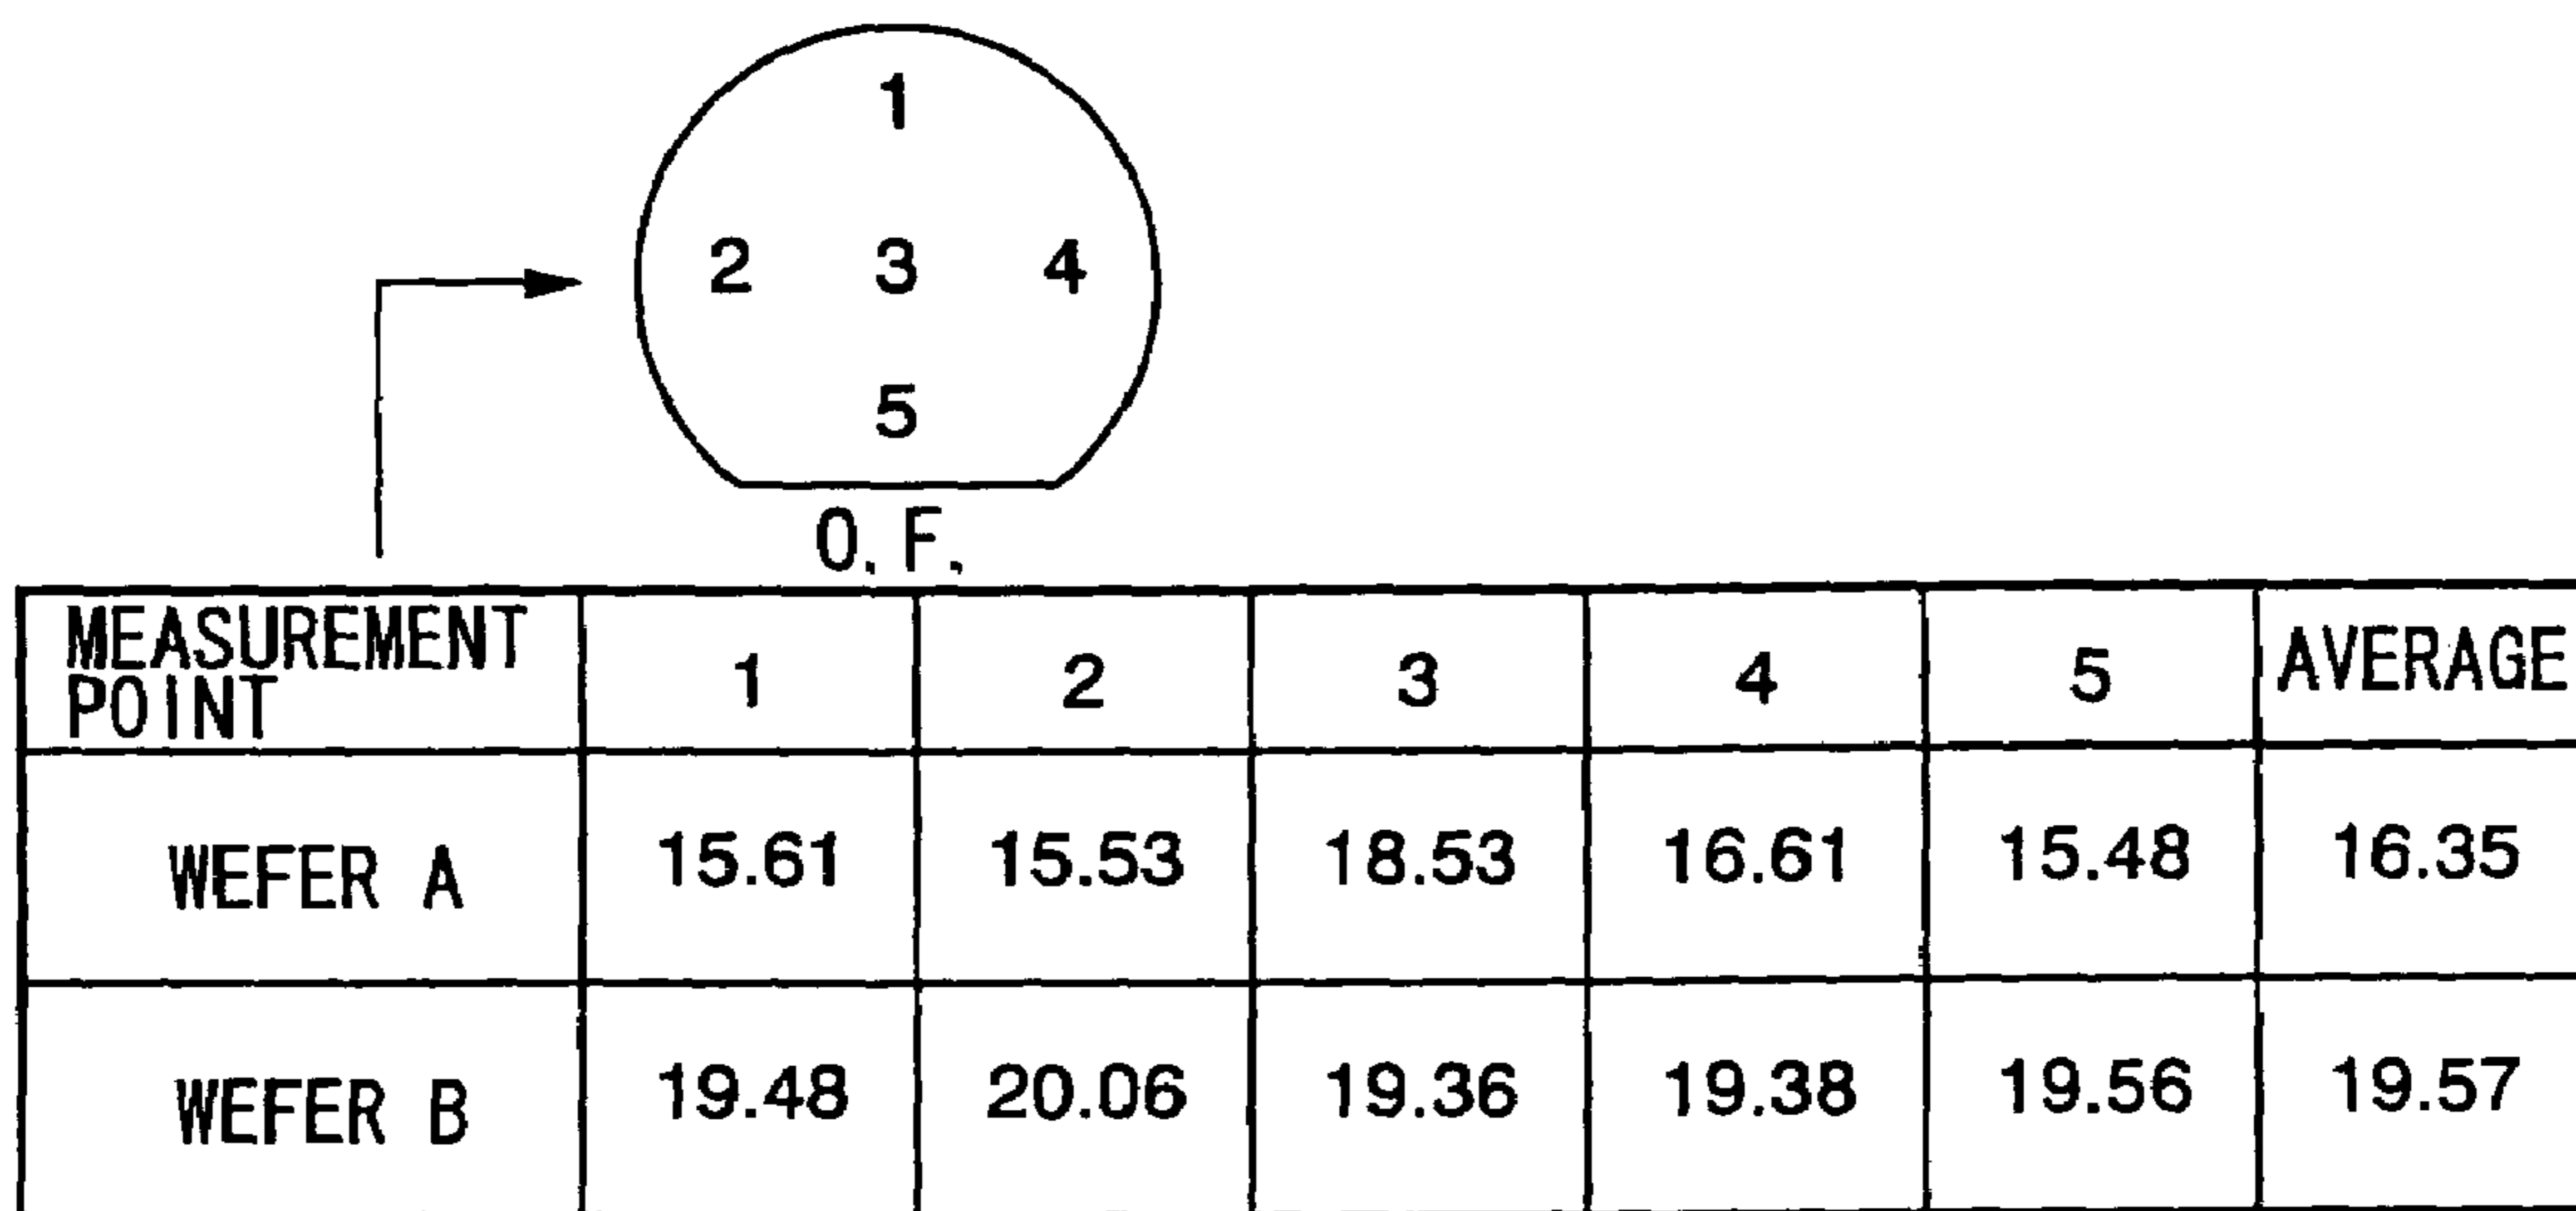 1
2 3 4
5
O.F.
MEASUREMENT
POINT 1 2 3 4 5 AVERAGE
WEFER A 15.61 15.53 18.53 16.61 15.48 16.35
WEFER B 19.48 20.06 19.36 19.38 19.56 19.57